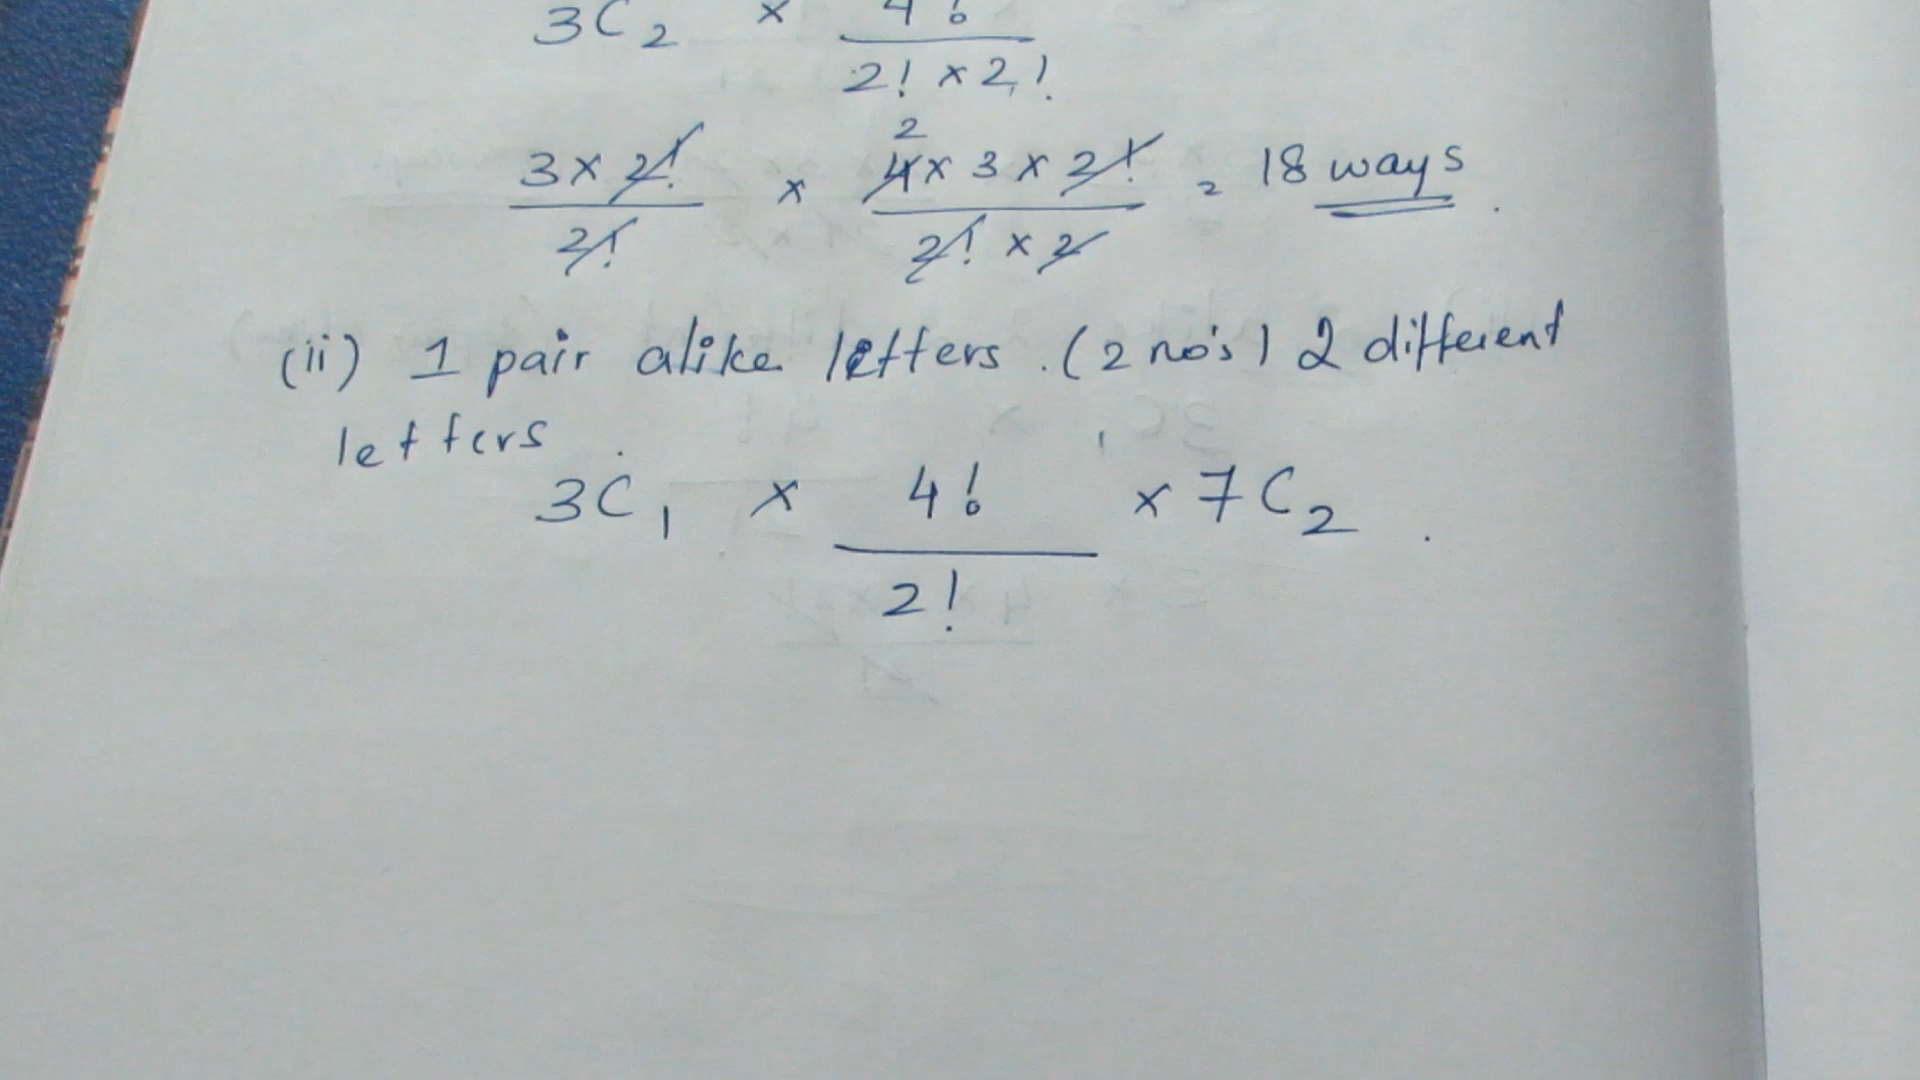 3C2 × 4!
2! × 2!
2
3 × 2! × 4 × 3 × 2! = 18 ways.
2! 2! × 2
(ii) 1 pair alike letters. (2 no's) 2 different
letters.
3C1 × 4! × 7C2.
2!